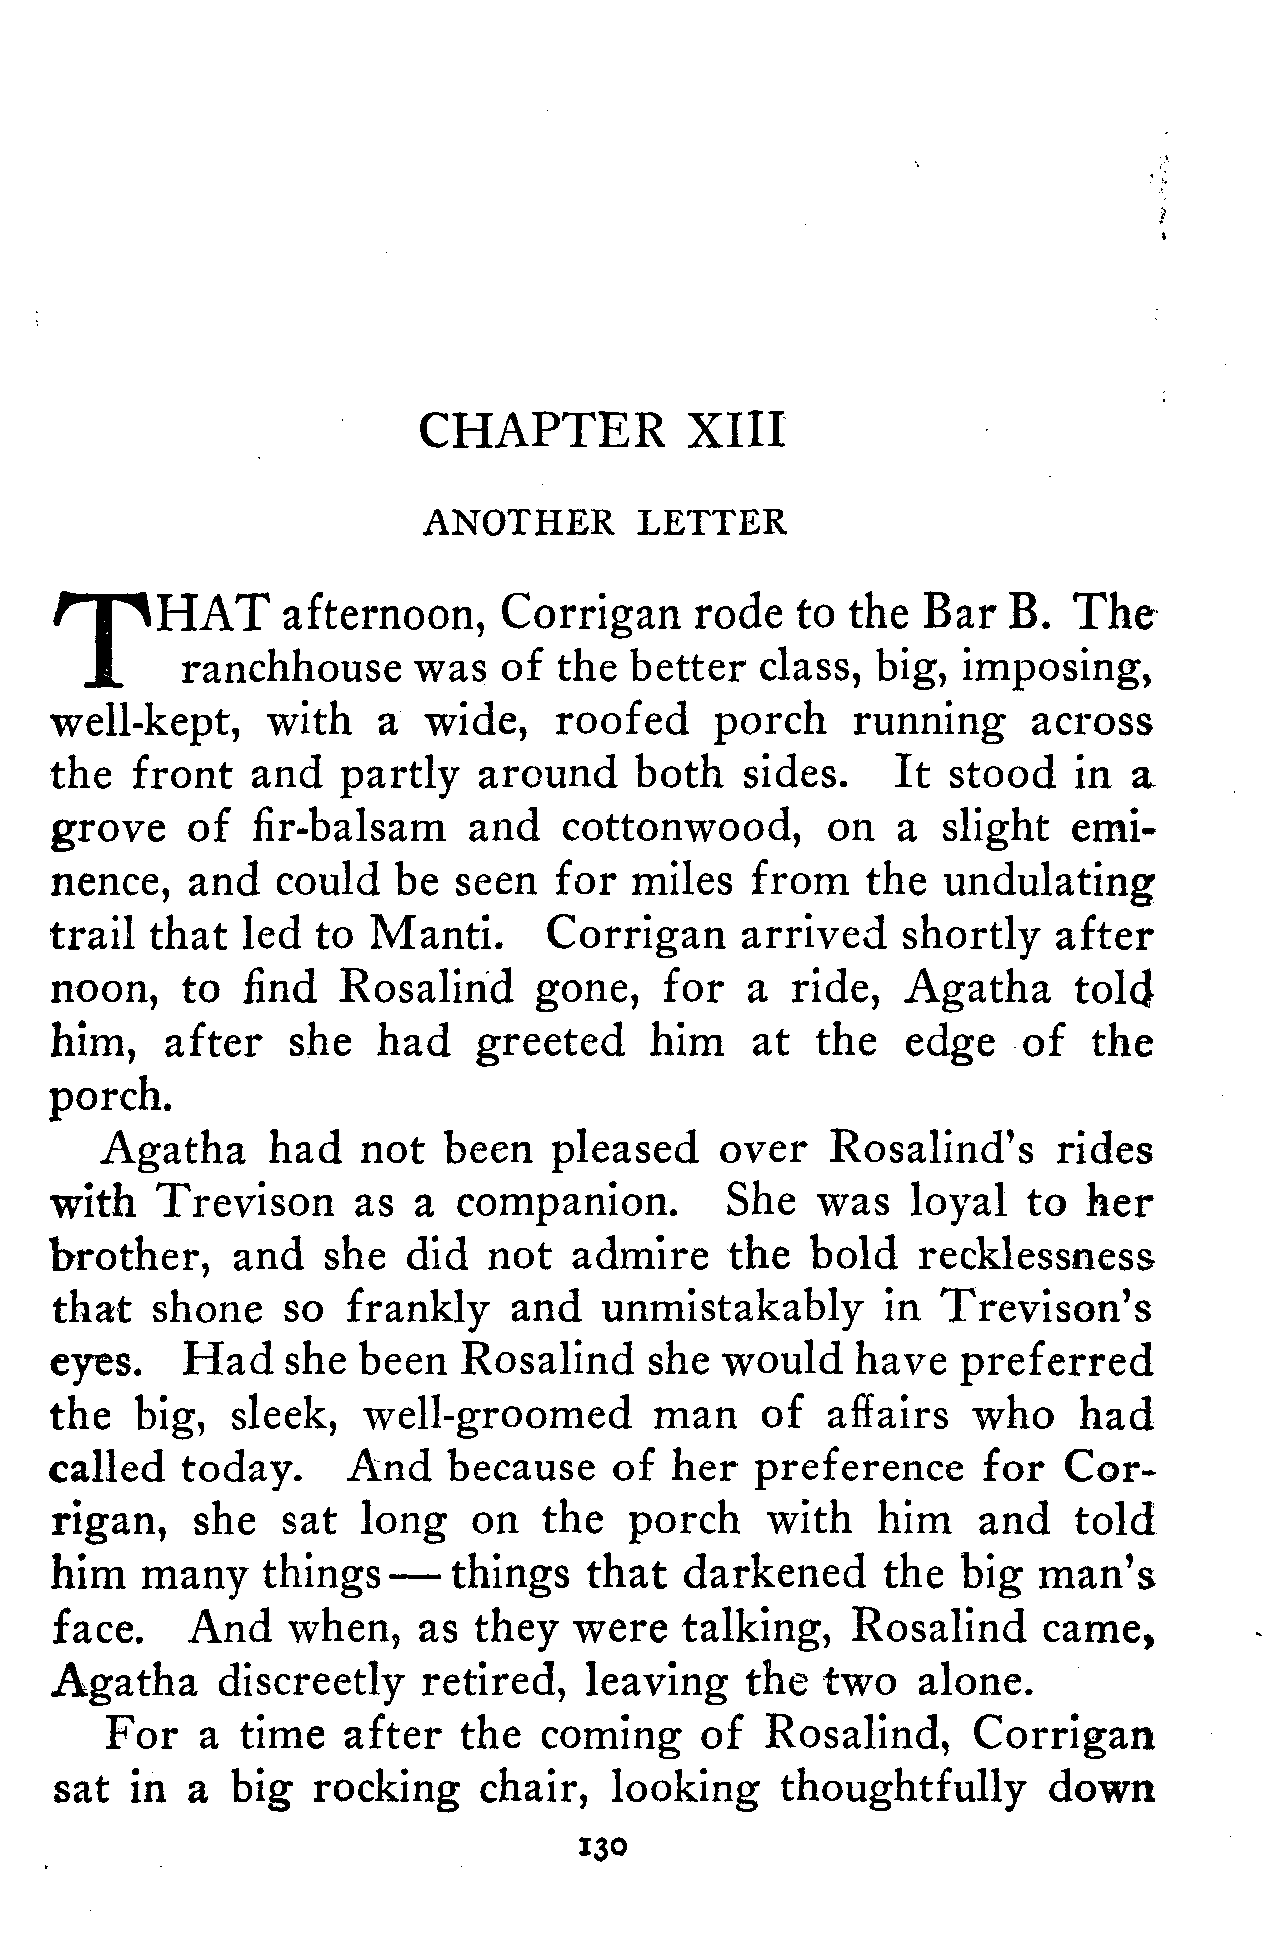 CHAPTER XIII
ANOTHER LETTER
THAT afternoon, Corrigan rode to the Bar B. The
ranchhouse was of the better class, big, imposing,
well-kept, with a wide, roofed porch running across
the front and partly around both sides. It stood in a
grove of fir-balsam and cottonwood, on a slight emi-
nence, and could be seen for miles from the undulating
trail that led to Manti. Corrigan arrived shortly after
noon, to find Rosalind gone, for a ride, Agatha told
him, after she had greeted him at the edge of the
porch.
Agatha had not been pleased over Rosalind's rides
with Trevison as a companion. She was loyal to her
brother, and she did not admire the bold recklessness
that shone so frankly and unmistakably in Trevison's
eyes. Had she been Rosalind she would have preferred
the big, sleek, well-groomed man of affairs who had
called today. And because of her preference for Cor-
rigan, she sat long on the porch with him and told
him many things — things that darkened the big man's
face. And when, as they were talking, Rosalind came,
Agatha discreetly retired, leaving the two alone.
For a time after the coming of Rosalind, Corrigan
sat in a big rocking chair, looking thoughtfully down
130